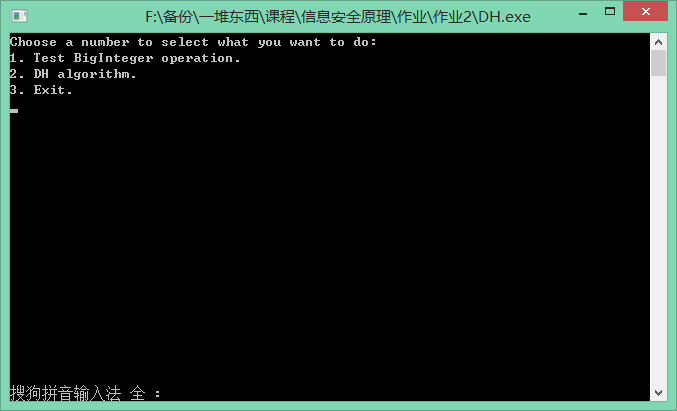 F:\备份\一堆东西\课程\信息安全原理\作业\作业2\DH.exe
Choose a number to select what you want to do:
1. Test BigInteger operation.
2. DH algorithm.
3. Exit.
搜狗拼音输入法 全 :